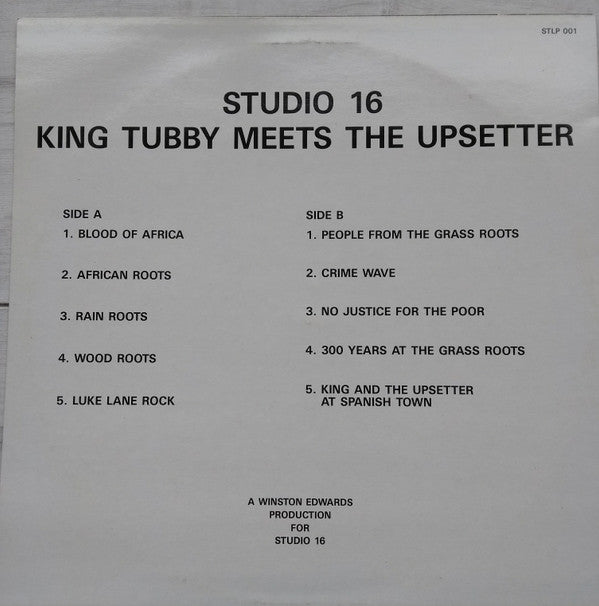 STLP 001
STUDIO 16
KING TUBBY MEETS THE UPSETTER
SIDE A
1. BLOOD OF AFRICA
2. AFRICAN ROOTS
3. RAIN ROOTS
4. WOOD ROOTS
5. LUKE LANE ROCK
SIDE B
1. PEOPLE FROM THE GRASS ROOTS
2. CRIME WAVE
3. NO JUSTICE FOR THE POOR
4. 300 YEARS AT THE GRASS ROOTS
5. KING AND THE UPSETTER
AT SPANISH TOWN
A WINSTON EDWARDS
PRODUCTION
FOR
STUDIO 16